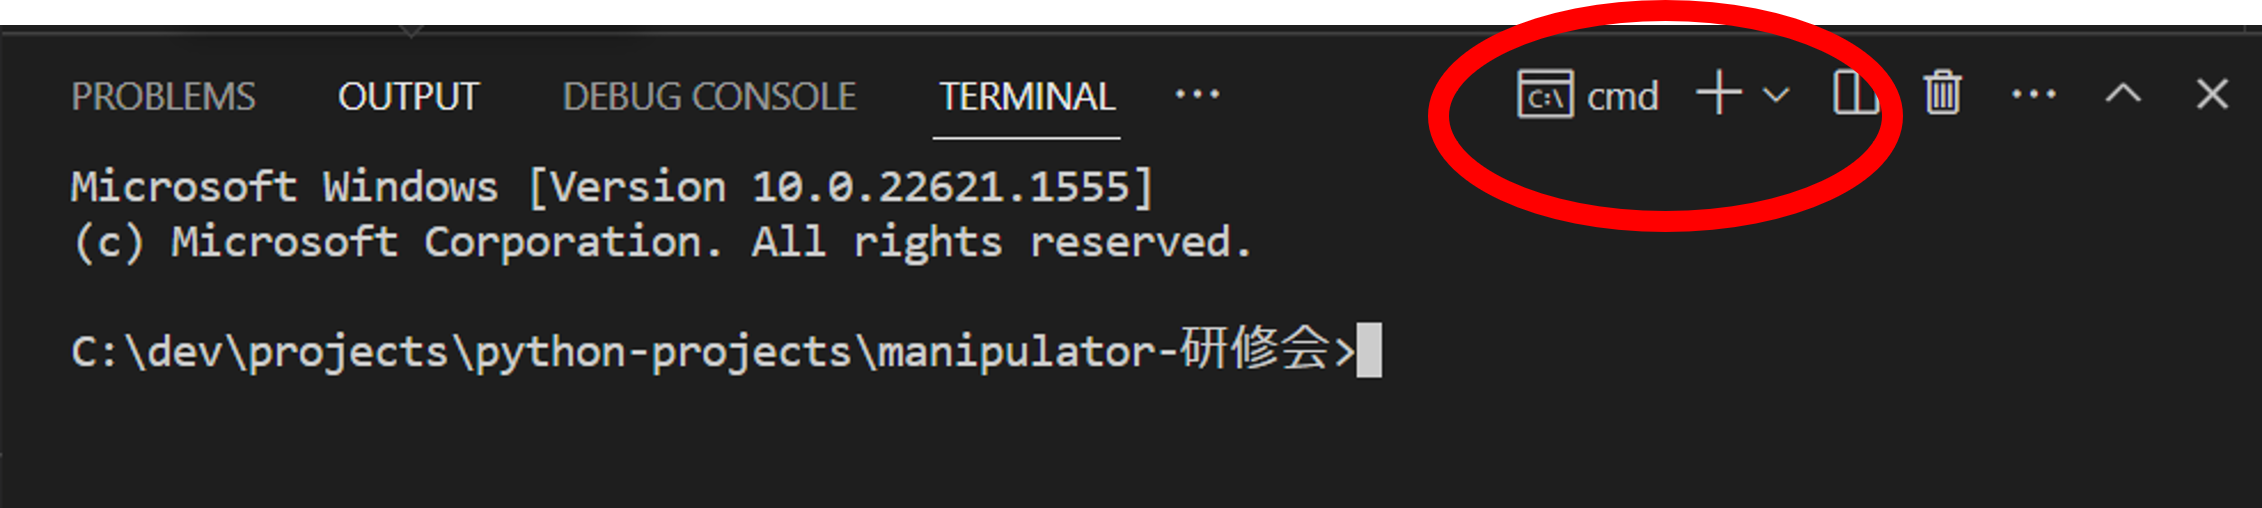 PROBLEMS OUTPUT DEBUG CONSOLE TERMINAL ··· C:\ cmd ···
Microsoft Windows [Version 10.0.22621.1555]
(c) Microsoft Corporation. All rights reserved.
C:\dev\projects\python-projects\manipulator-研修会>